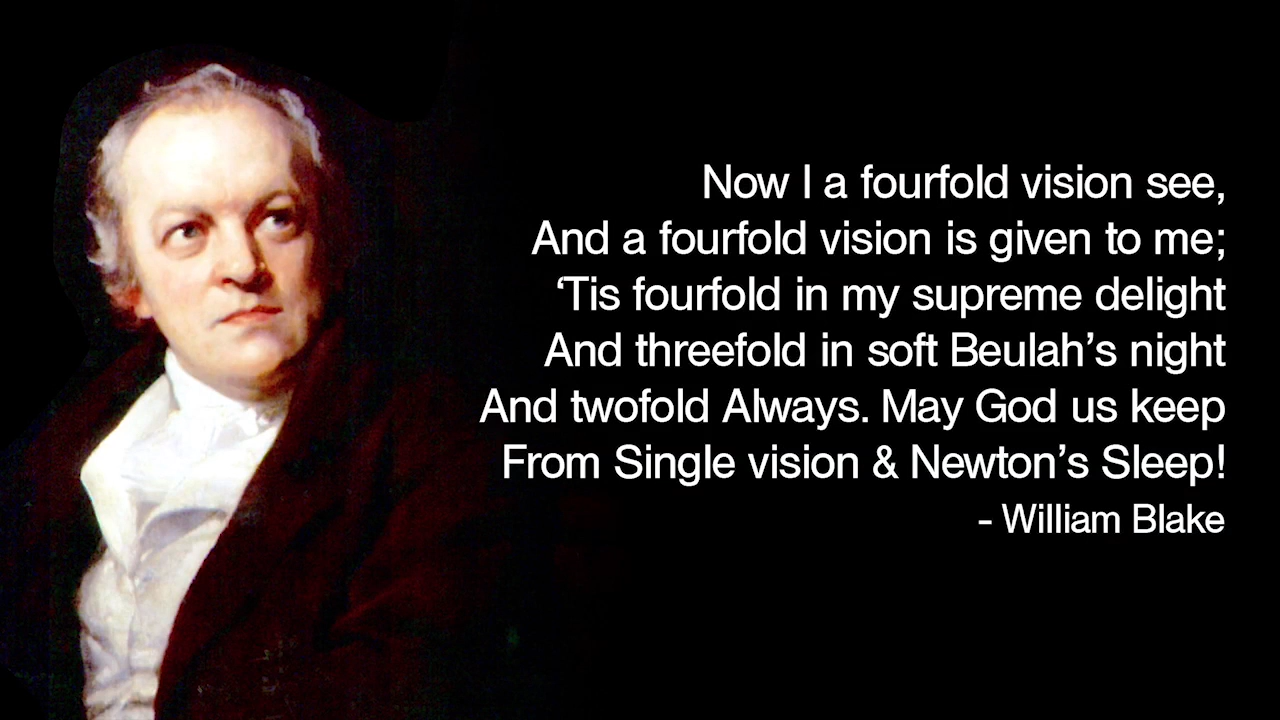 Now I a fourfold vision see,
And a fourfold vision is given to me;
‘Tis fourfold in my supreme delight
And threefold in soft Beulah’s night
And twofold Always. May God us keep
From Single vision & Newton’s Sleep!
- William Blake